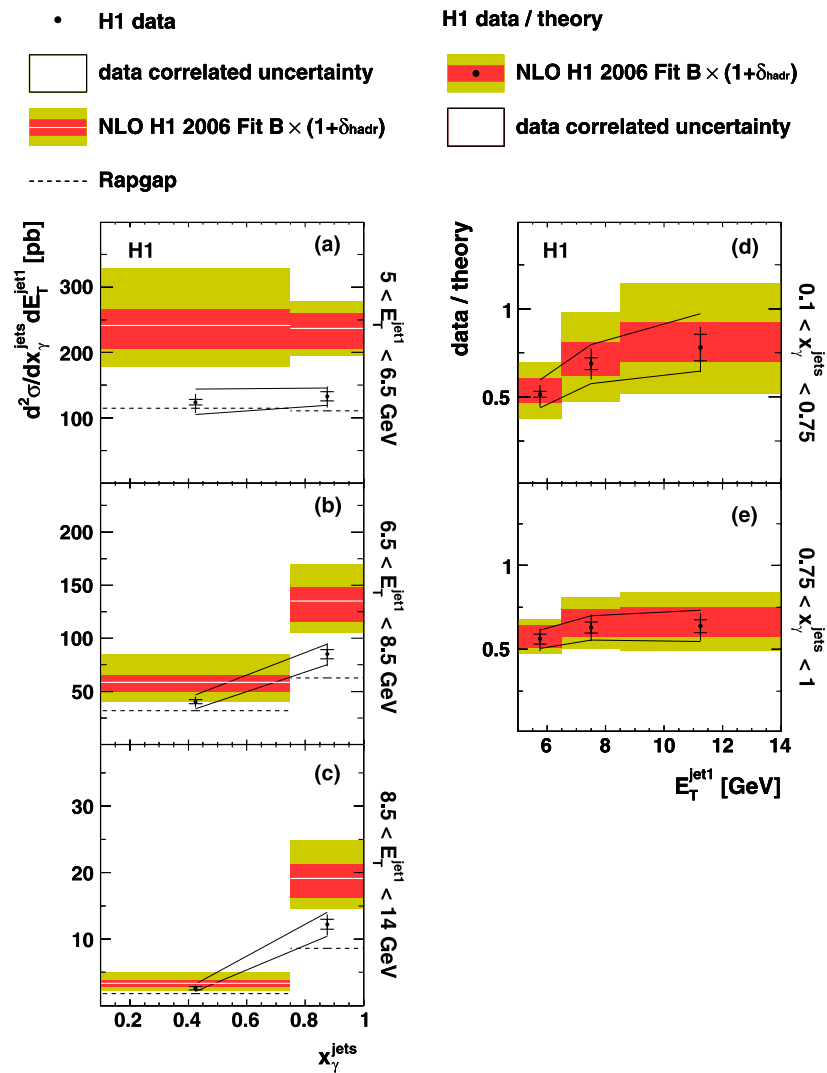 H1 data
data correlated uncertainty
NLO H1 2006 Fit B × (1+δhadr)
Rapgap
H1 data / theory
NLO H1 2006 Fit B × (1+δhadr)
data correlated uncertainty
d²σ/dxγjets dETjet1 [pb]
H1
(a)
300
200
100
5 < ETjet1 < 6.5 GeV
(b)
200
150
100
50
6.5 < ETjet1 < 8.5 GeV
(c)
30
20
10
8.5 < ETjet1 < 14 GeV
0.2 0.4 0.6 0.8 1
xγjets
data / theory
H1
(d)
1
0.5
0.1 < xγjets < 0.75
(e)
1
0.5
0.75 < xγjets < 1
6 8 10 12 14
ETjet1 [GeV]